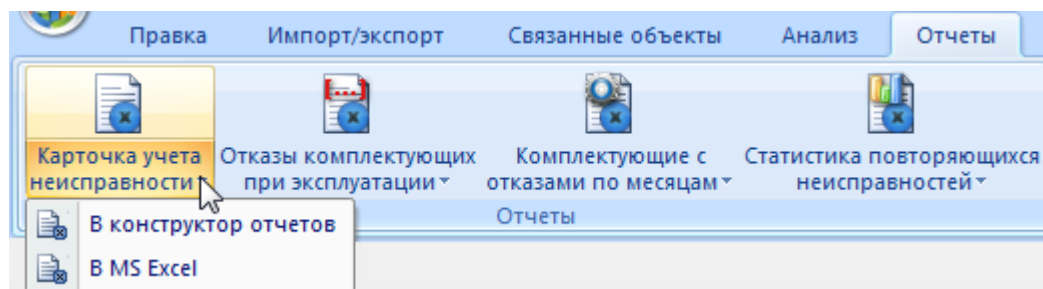 Правка Импорт/экспорт Связанные объекты Анализ Отчеты
Карточка учета неисправности
Отказы комплектующих при эксплуатации
Комплектующие с отказами по месяцам
Статистика повторяющихся неисправностей
Отчеты
В конструктор отчетов
В MS Excel